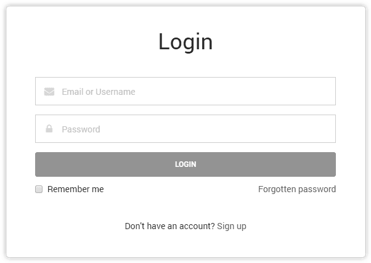 Login
Email or Username
Password
LOGIN
Remember me Forgotten password
Don't have an account? Sign up